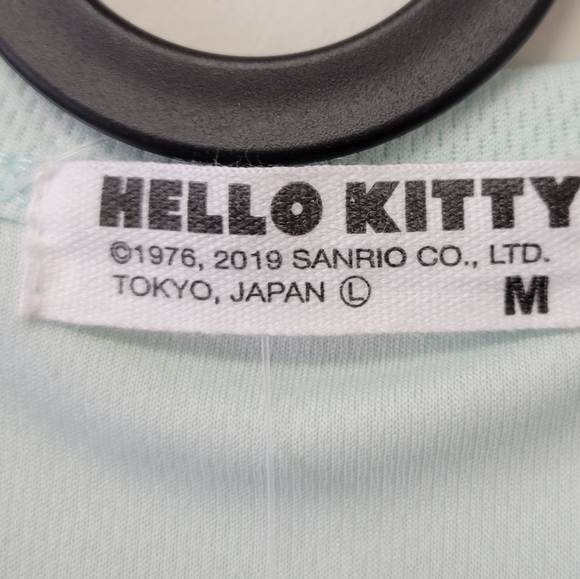 HELLO KITTY
©1976, 2019 SANRIO CO., LTD.
TOKYO, JAPAN Ⓛ M